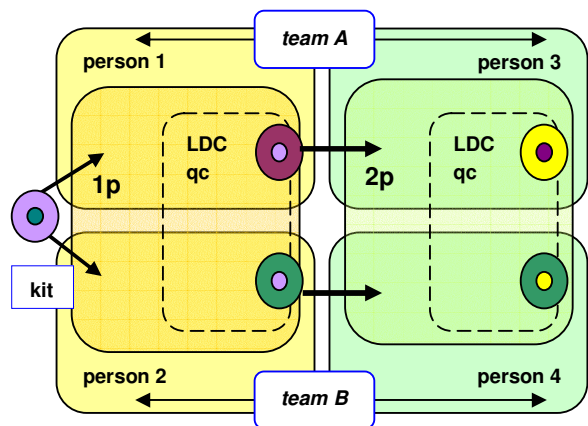 team A
person 1
person 3
LDC
qc
LDC
qc
1p
2p
kit
person 2
person 4
team B